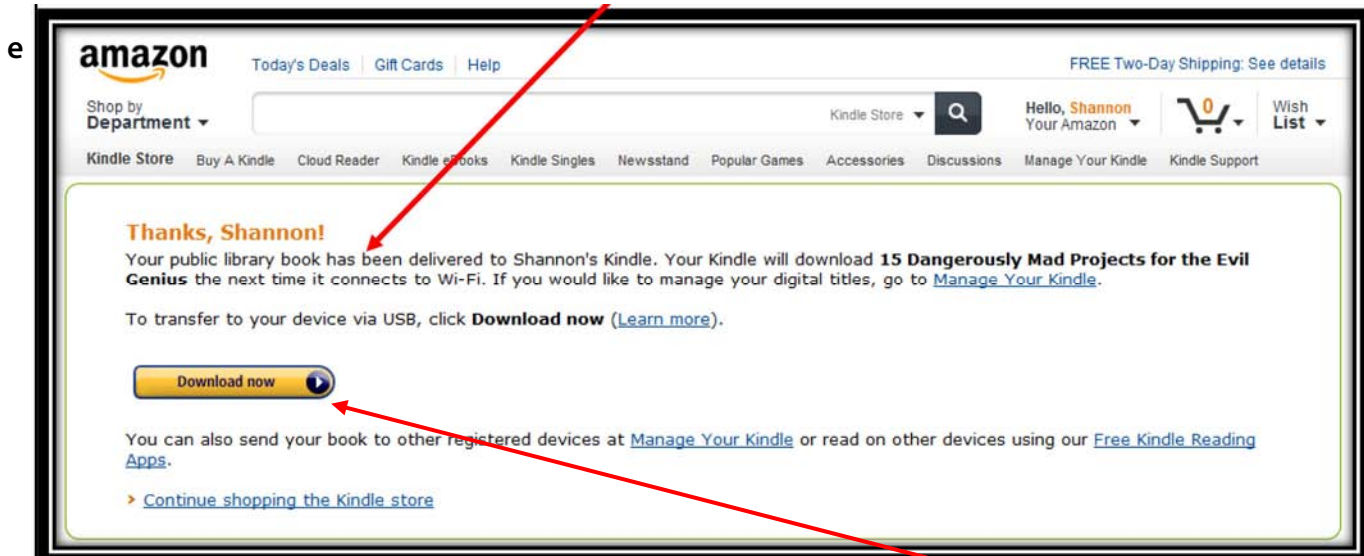 e
amazon
Today's Deals Gift Cards Help
FREE Two-Day Shipping: See details
Shop by
Department
Kindle Store
Hello, Shannon
Your Amazon
0
Wish
List
Kindle Store Buy A Kindle Cloud Reader Kindle eBooks Kindle Singles Newsstand Popular Games Accessories Discussions Manage Your Kindle Kindle Support
Thanks, Shannon!
Your public library book has been delivered to Shannon's Kindle. Your Kindle will download 15 Dangerously Mad Projects for the Evil
Genius the next time it connects to Wi-Fi. If you would like to manage your digital titles, go to Manage Your Kindle.
To transfer to your device via USB, click Download now (Learn more).
Download now
You can also send your book to other registered devices at Manage Your Kindle or read on other devices using our Free Kindle Reading
Apps.
> Continue shopping the Kindle store